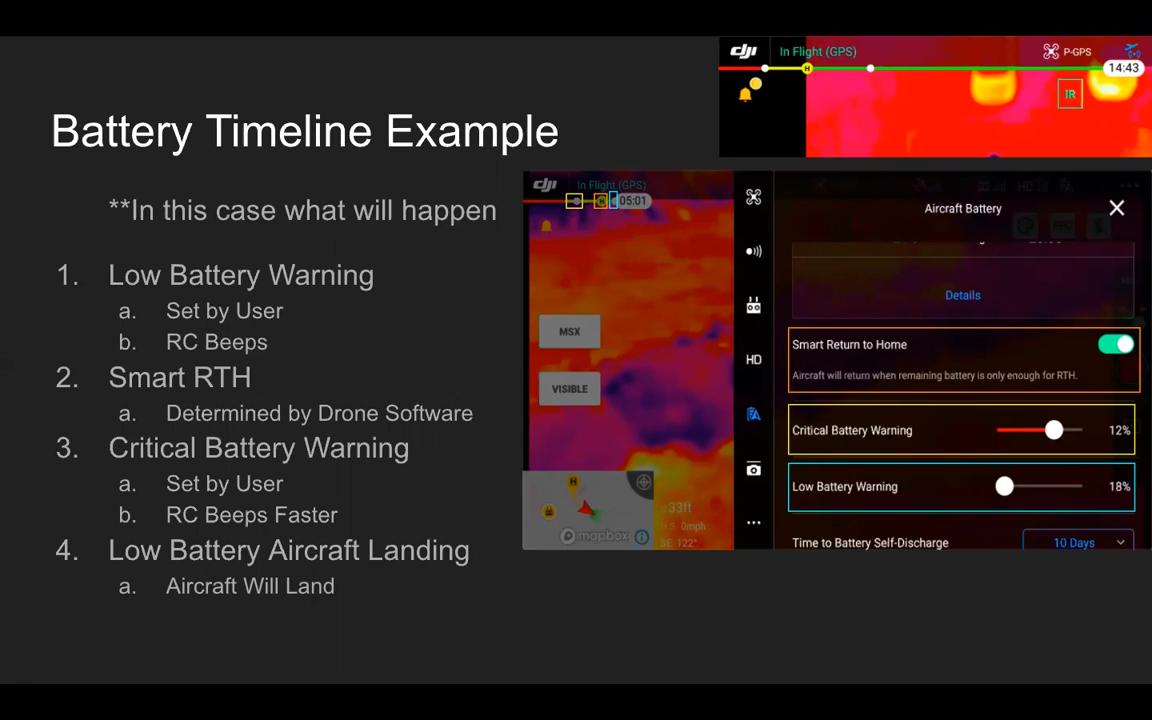 Battery Timeline Example
**In this case what will happen
1. Low Battery Warning
a. Set by User
b. RC Beeps
2. Smart RTH
a. Determined by Drone Software
3. Critical Battery Warning
a. Set by User
b. RC Beeps Faster
4. Low Battery Aircraft Landing
a. Aircraft Will Land
dji In Flight (GPS) P-GPS
H 14:43
IR
dji In Flight (GPS)
H 05:01
MSX
VISIBLE
H
33ft
H.S 0mph
mapbox
122°
HD
Aircraft Battery
Details
Smart Return to Home
Aircraft will return when remaining battery is only enough for RTH.
Critical Battery Warning 12%
Low Battery Warning 18%
Time to Battery Self-Discharge 10 Days